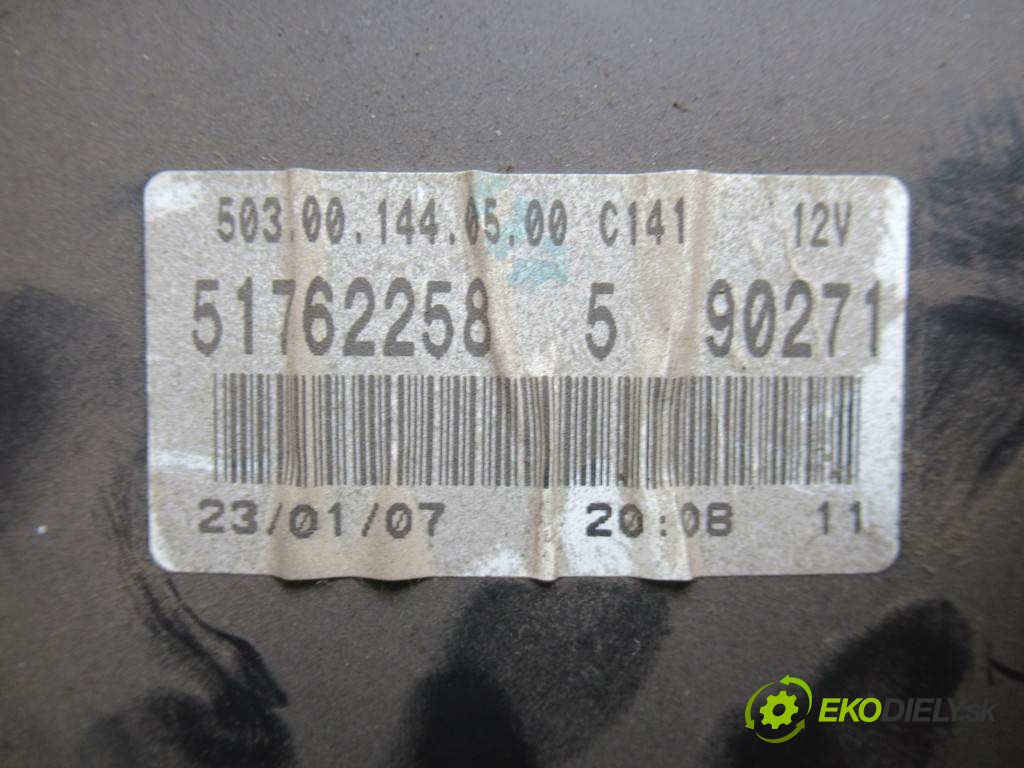 503.00.144.05.00 C141 12V
51762258 5 90271
23/01/07 20:08 11
EKODIELY.sk